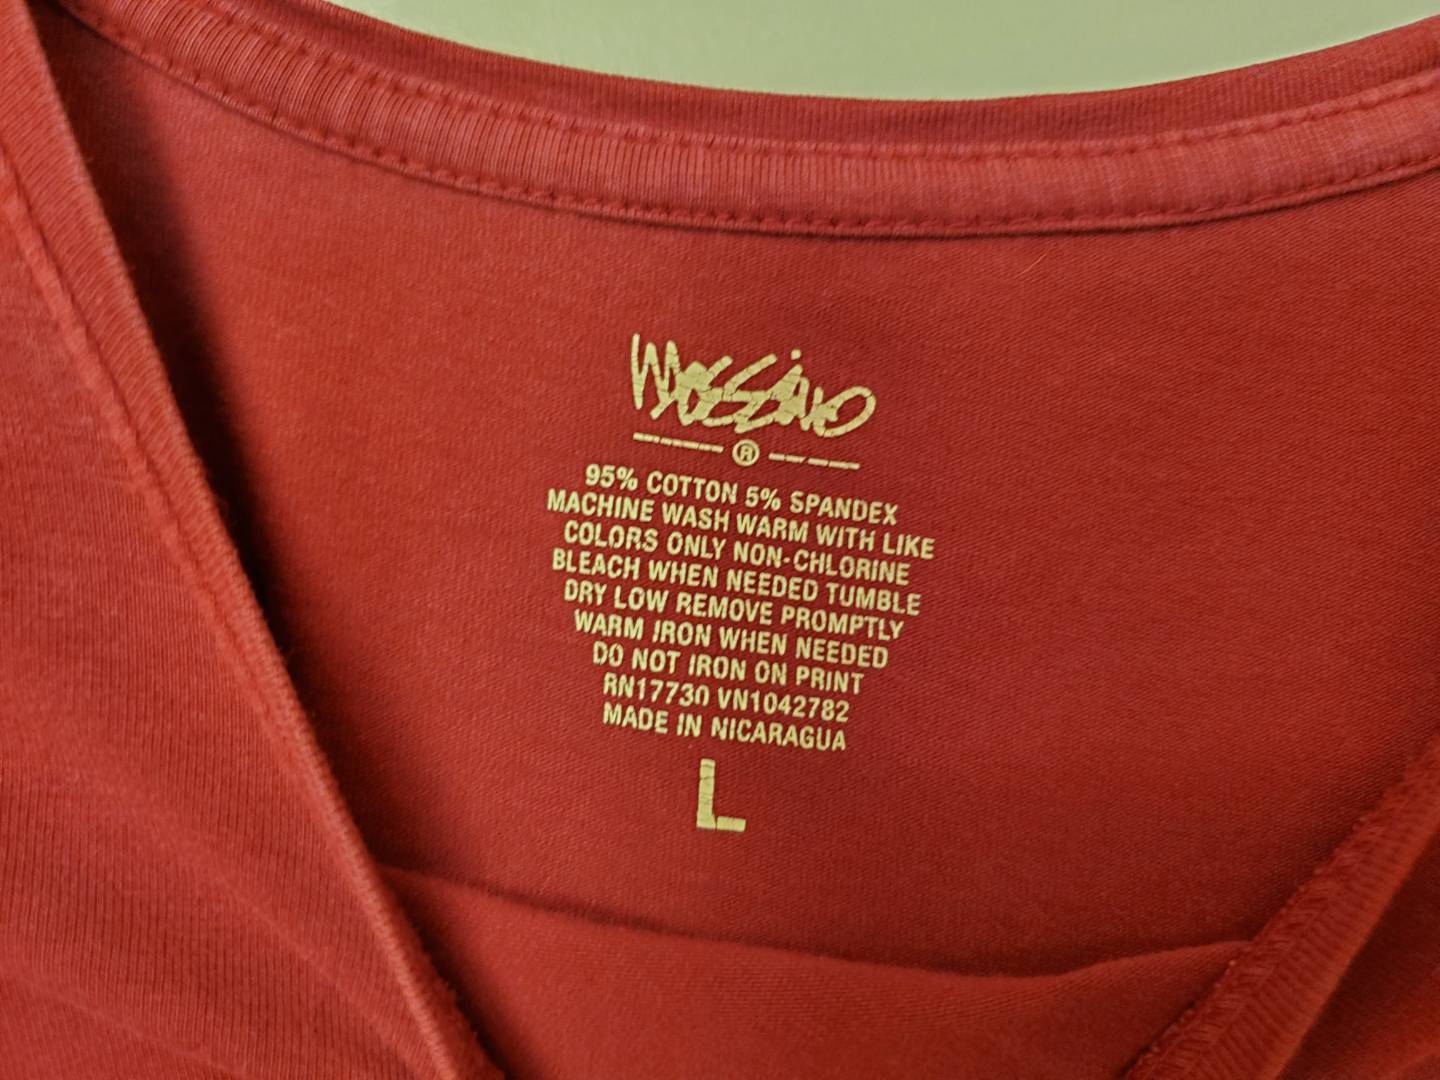 Mossimo
®
95% COTTON 5% SPANDEX
MACHINE WASH WARM WITH LIKE
COLORS ONLY NON-CHLORINE
BLEACH WHEN NEEDED TUMBLE
DRY LOW REMOVE PROMPTLY
WARM IRON WHEN NEEDED
DO NOT IRON ON PRINT
RN17730 VN1042782
MADE IN NICARAGUA
L